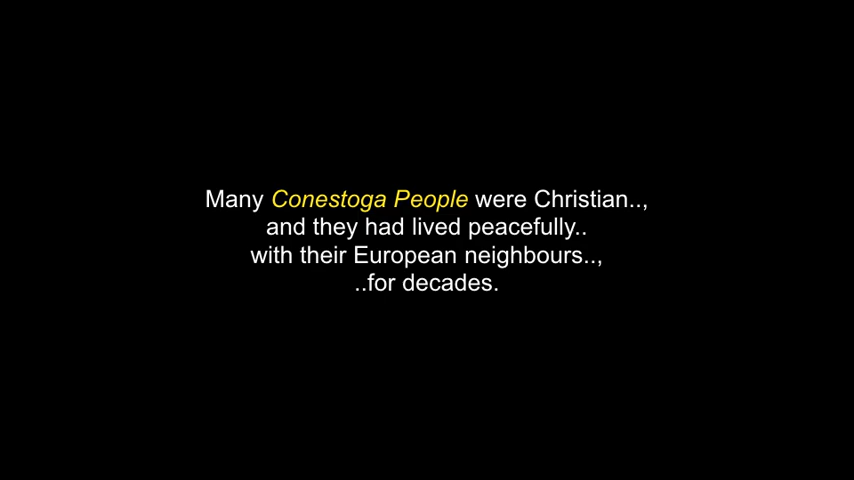 Many Conestoga People were Christian..,
and they had lived peacefully..
with their European neighbours..,
..for decades.